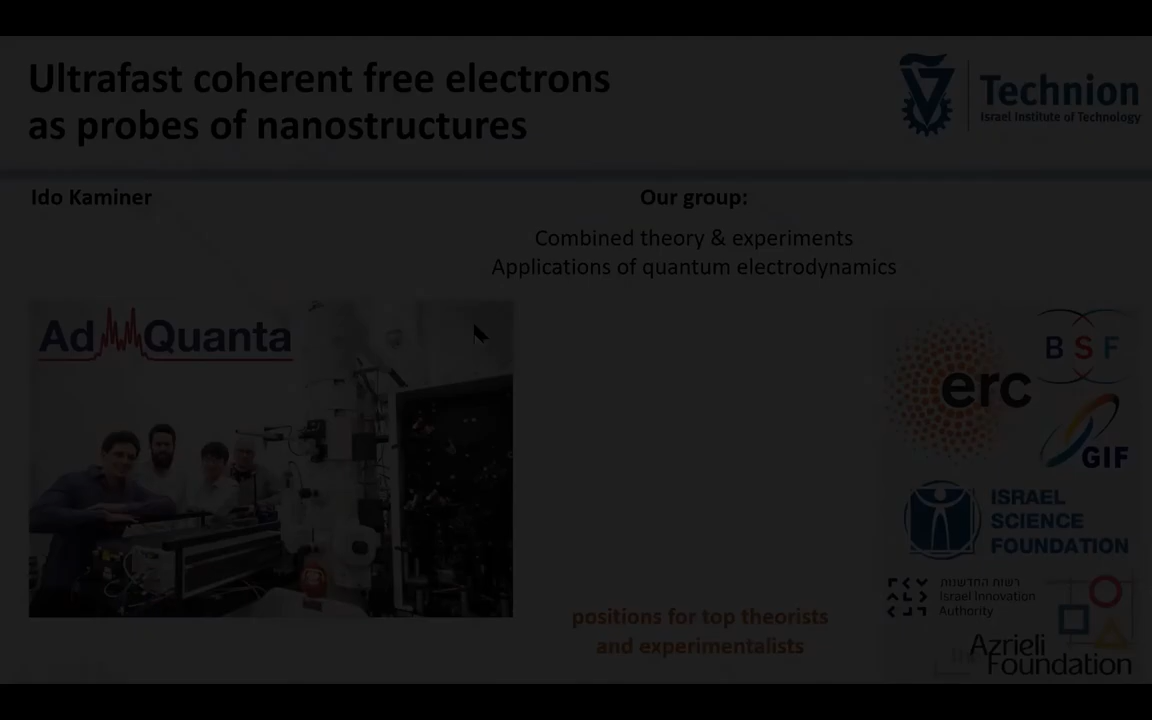 Ultrafast coherent free electrons
as probes of nanostructures
Technion
Israel Institute of Technology
Ido Kaminer
Our group:
Combined theory & experiments
Applications of quantum electrodynamics
Ad Quanta
erc
B S F
GIF
ISRAEL
SCIENCE
FOUNDATION
רשות החדשנות
Israel Innovation
Authority
Azrieli
Foundation
positions for top theorists
and experimentalists